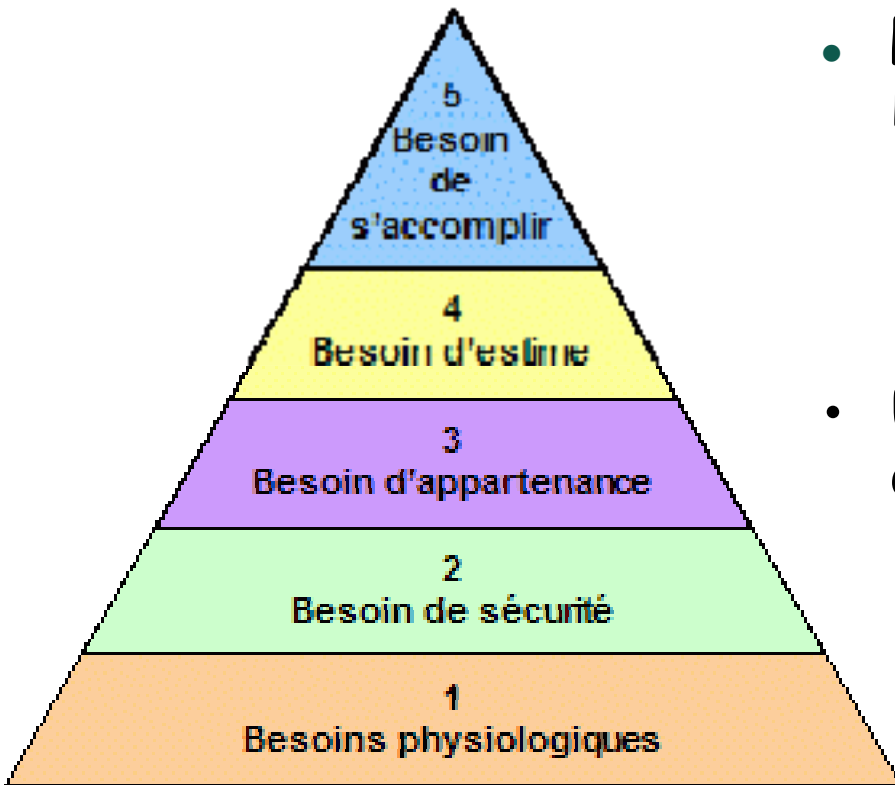 5
Besoin
de
s'accomplir
4
Besoin d'estime
3
Besoin d'appartenance
2
Besoin de sécurité
1
Besoins physiologiques